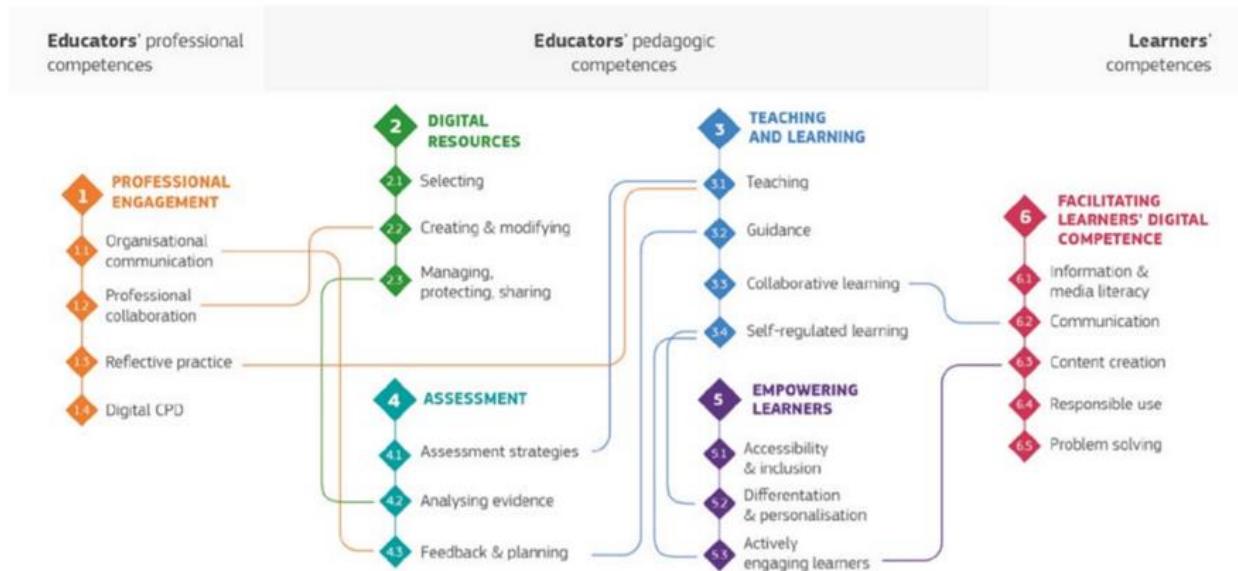 Educators' professional
competences
Educators' pedagogic
competences
Learners'
competences
1
PROFESSIONAL
ENGAGEMENT
1.1
Organisational
communication
1.2
Professional
collaboration
1.3
Reflective practice
1.4
Digital CPD
2
DIGITAL
RESOURCES
2.1
Selecting
2.2
Creating & modifying
2.3
Managing,
protecting, sharing
3
TEACHING
AND LEARNING
3.1
Teaching
3.2
Guidance
3.3
Collaborative learning
3.4
Self-regulated learning
4
ASSESSMENT
4.1
Assessment strategies
4.2
Analysing evidence
4.3
Feedback & planning
5
EMPOWERING
LEARNERS
5.1
Accessibility
& inclusion
5.2
Differentation
& personalisation
5.3
Actively
engaging learners
6
FACILITATING
LEARNERS' DIGITAL
COMPETENCE
6.1
Information &
media literacy
6.2
Communication
6.3
Content creation
6.4
Responsible use
6.5
Problem solving